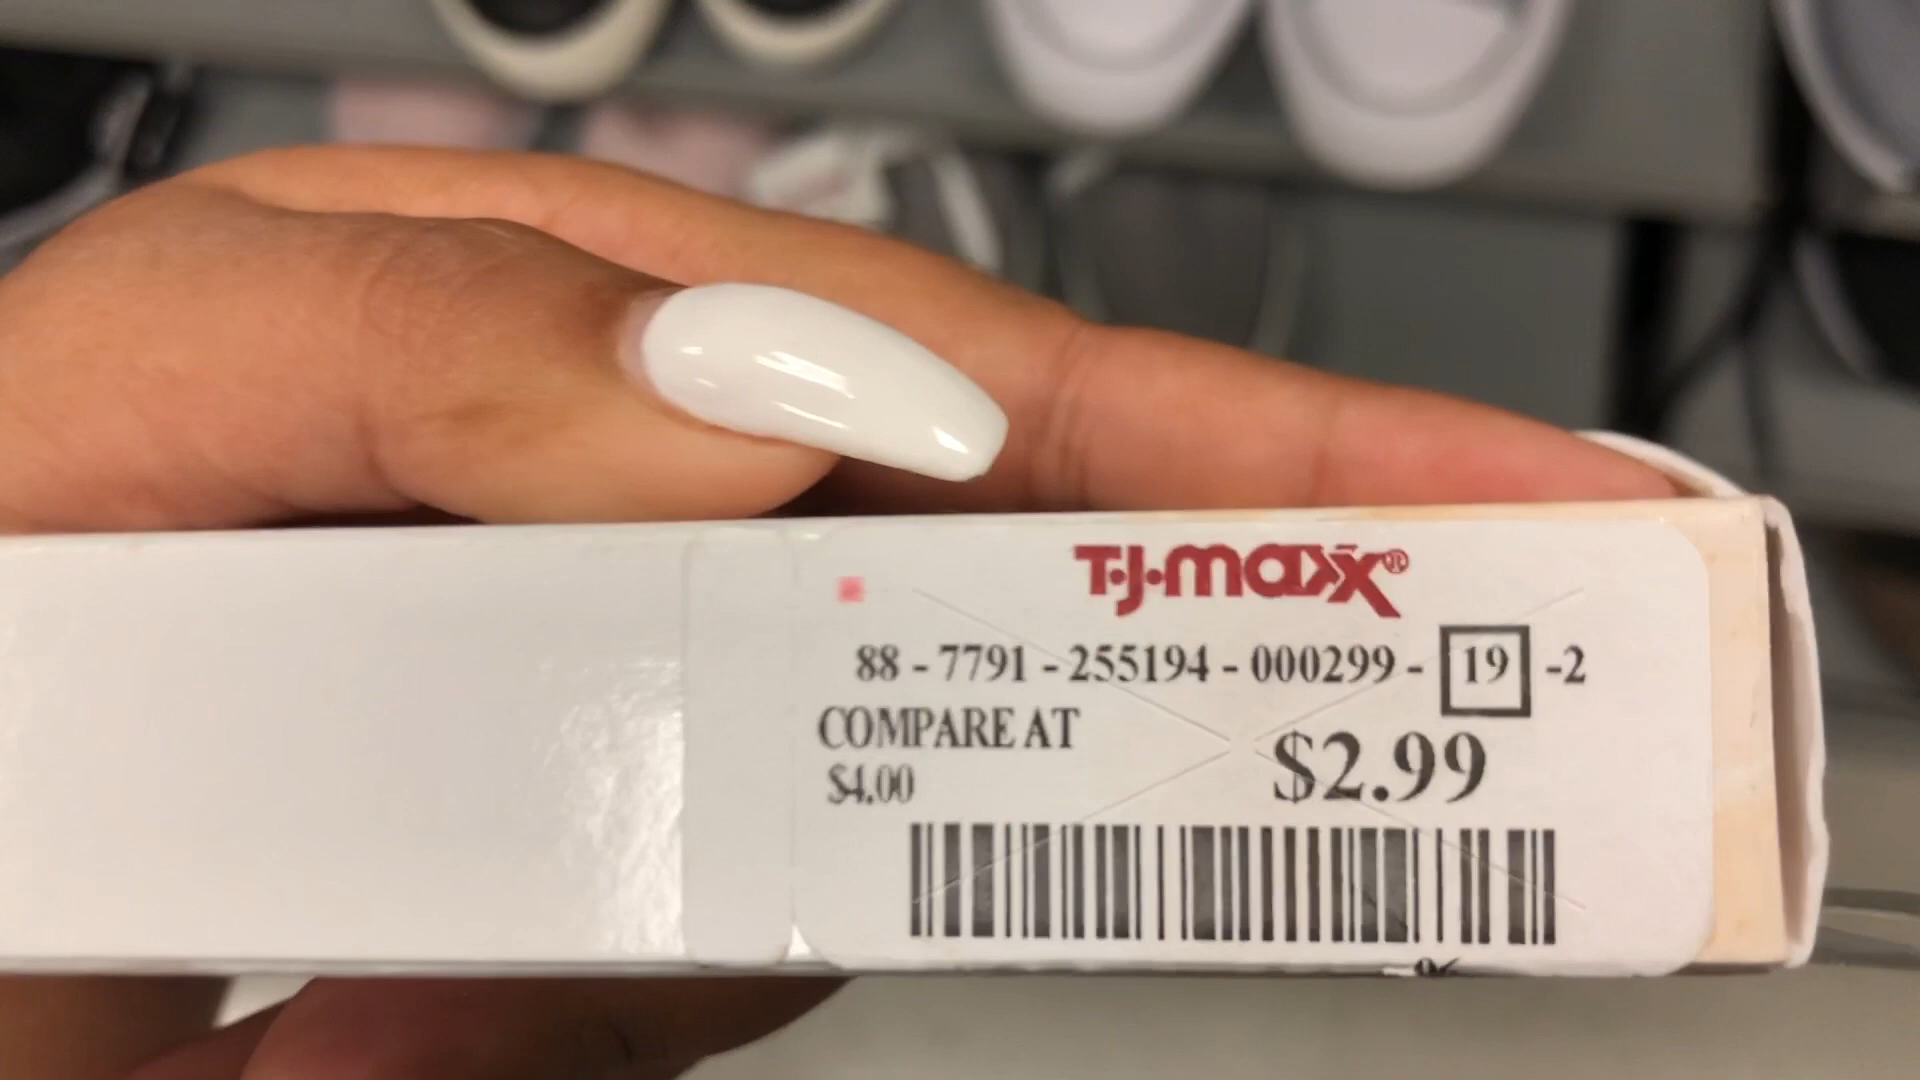 T·J·maxx®
88 - 7791 - 255194 - 000299 - 19 -2
COMPARE AT
$4.00
$2.99